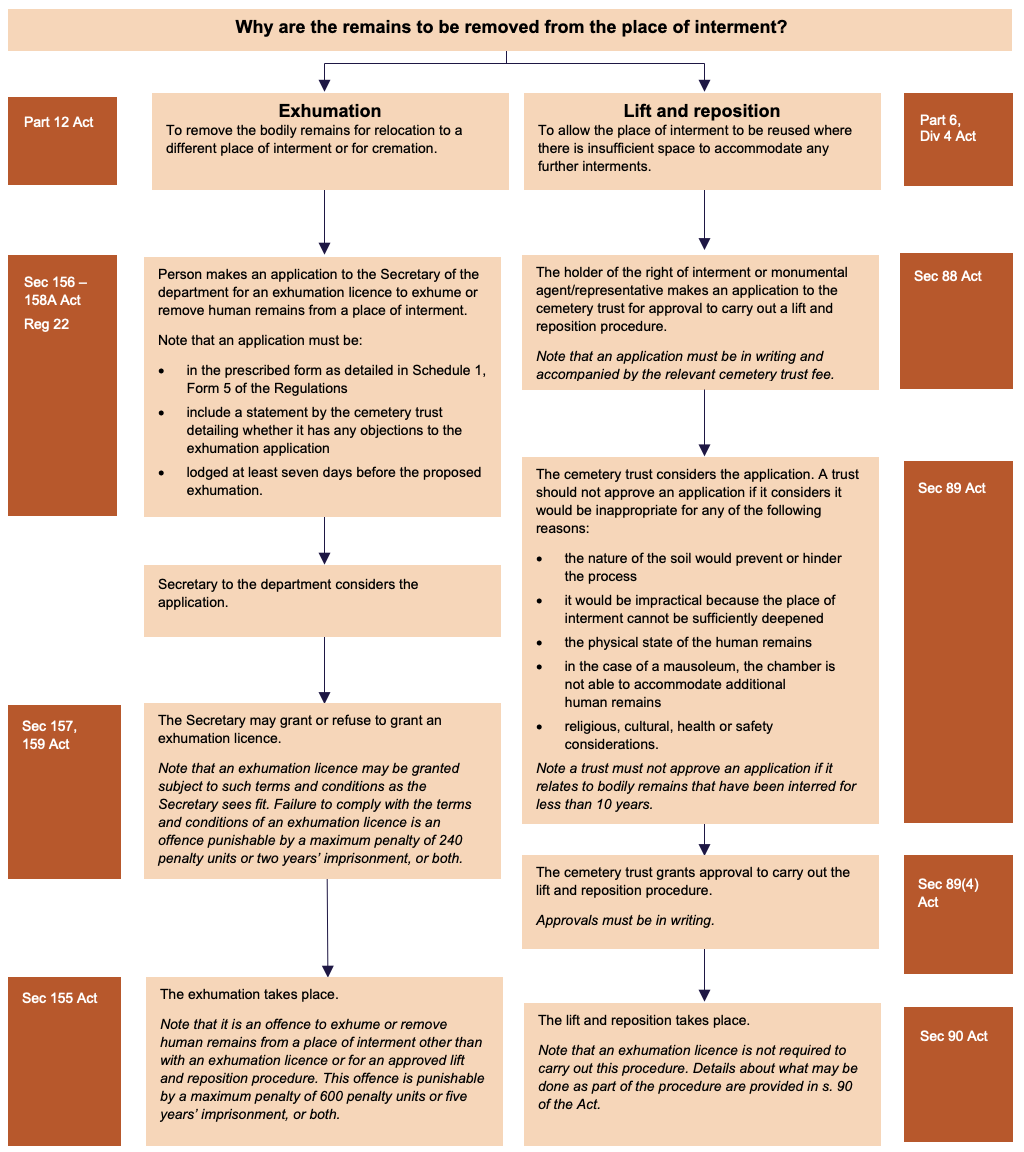 Why are the remains to be removed from the place of interment?
Part 12 Act
Exhumation
To remove the bodily remains for relocation to a
different place of interment or for cremation.
Lift and reposition
To allow the place of interment to be reused where
there is insufficient space to accommodate any
further interments.
Part 6,
Div 4 Act
Sec 156 –
158A Act
Reg 22
Person makes an application to the Secretary of the
department for an exhumation licence to exhume or
remove human remains from a place of interment.
Note that an application must be:
• in the prescribed form as detailed in Schedule 1,
Form 5 of the Regulations
• include a statement by the cemetery trust
detailing whether it has any objections to the
exhumation application
• lodged at least seven days before the proposed
exhumation.
The holder of the right of interment or monumental
agent/representative makes an application to the
cemetery trust for approval to carry out a lift and
reposition procedure.
Note that an application must be in writing and
accompanied by the relevant cemetery trust fee.
Sec 88 Act
Secretary to the department considers the
application.
The cemetery trust considers the application. A trust
should not approve an application if it considers it
would be inappropriate for any of the following
reasons:
• the nature of the soil would prevent or hinder
the process
• it would be impractical because the place of
interment cannot be sufficiently deepened
• the physical state of the human remains
• in the case of a mausoleum, the chamber is
not able to accommodate additional
human remains
• religious, cultural, health or safety
considerations.
Note a trust must not approve an application if it
relates to bodily remains that have been interred for
less than 10 years.
Sec 89 Act
Sec 157,
159 Act
The Secretary may grant or refuse to grant an
exhumation licence.
Note that an exhumation licence may be granted
subject to such terms and conditions as the
Secretary sees fit. Failure to comply with the terms
and conditions of an exhumation licence is an
offence punishable by a maximum penalty of 240
penalty units or two years’ imprisonment, or both.
The cemetery trust grants approval to carry out the
lift and reposition procedure.
Approvals must be in writing.
Sec 89(4)
Act
Sec 155 Act
The exhumation takes place.
Note that it is an offence to exhume or remove
human remains from a place of interment other than
with an exhumation licence or for an approved lift
and reposition procedure. This offence is punishable
by a maximum penalty of 600 penalty units or five
years’ imprisonment, or both.
The lift and reposition takes place.
Note that an exhumation licence is not required to
carry out this procedure. Details about what may be
done as part of the procedure are provided in s. 90
of the Act.
Sec 90 Act